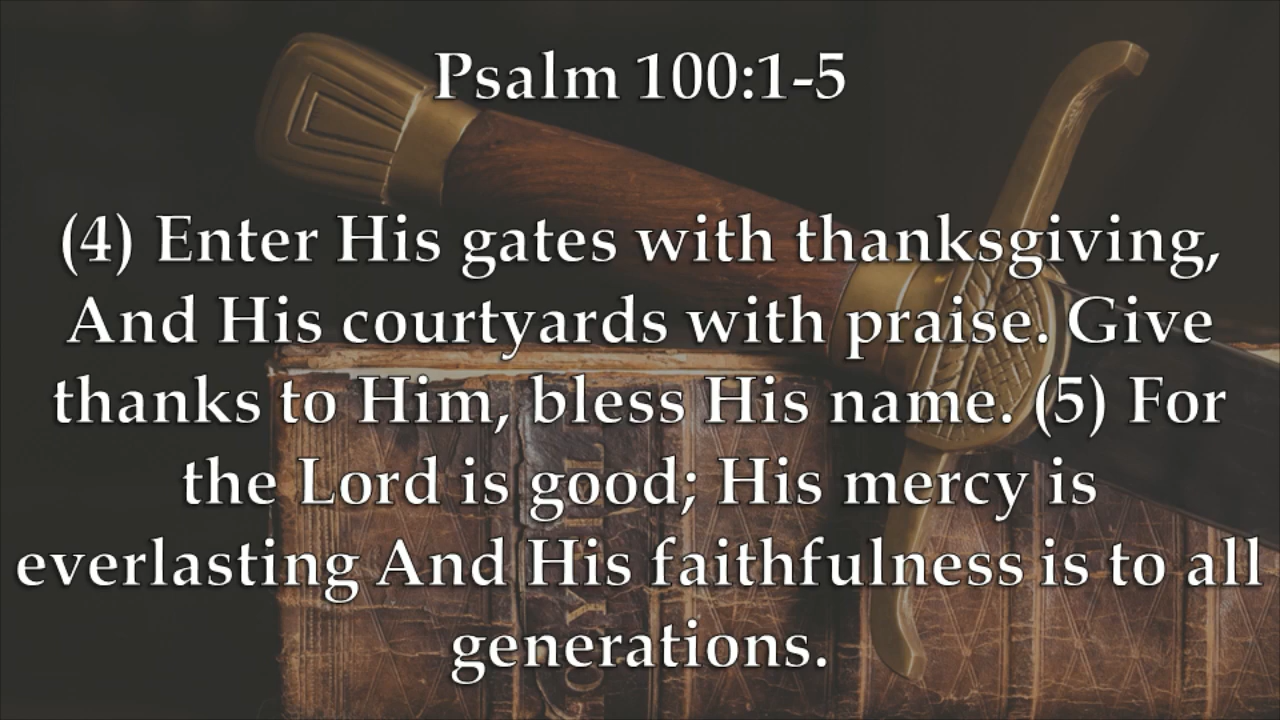 Psalm 100:1-5
(4) Enter His gates with thanksgiving,
And His courtyards with praise. Give
thanks to Him, bless His name. (5) For
the Lord is good; His mercy is
everlasting And His faithfulness is to all
generations.